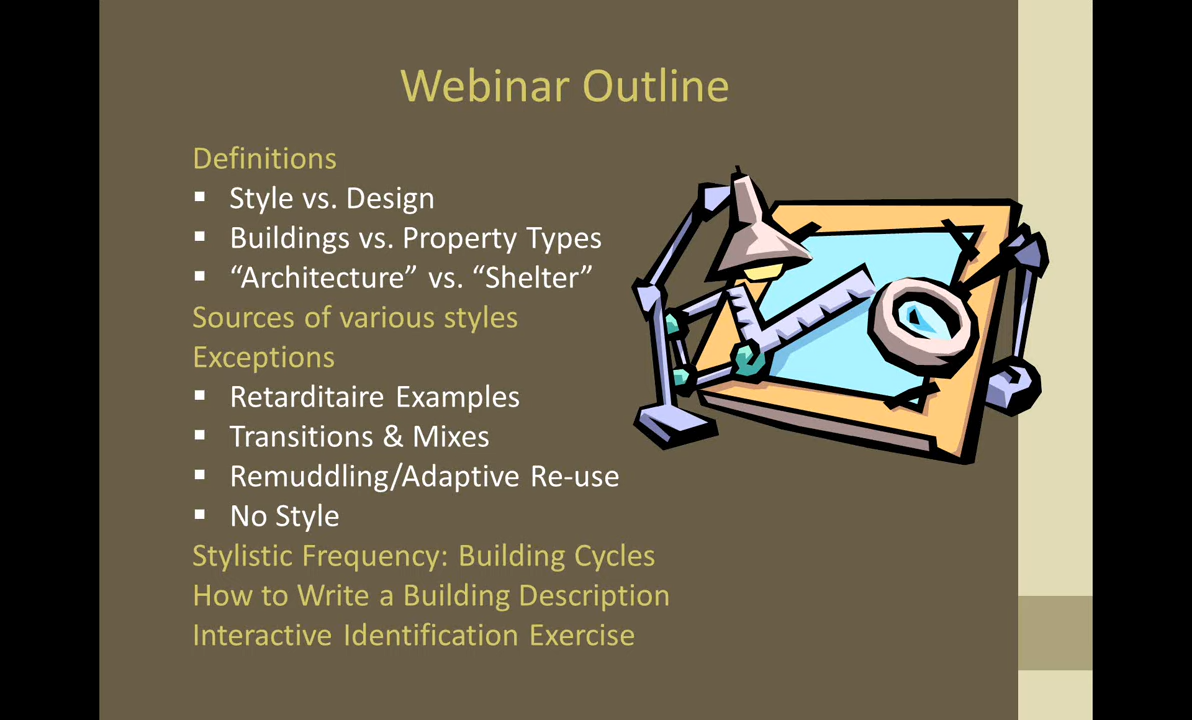 Webinar Outline
Definitions
▪ Style vs. Design
▪ Buildings vs. Property Types
▪ “Architecture” vs. “Shelter”
Sources of various styles
Exceptions
▪ Retarditaire Examples
▪ Transitions & Mixes
▪ Remuddling/Adaptive Re-use
▪ No Style
Stylistic Frequency: Building Cycles
How to Write a Building Description
Interactive Identification Exercise